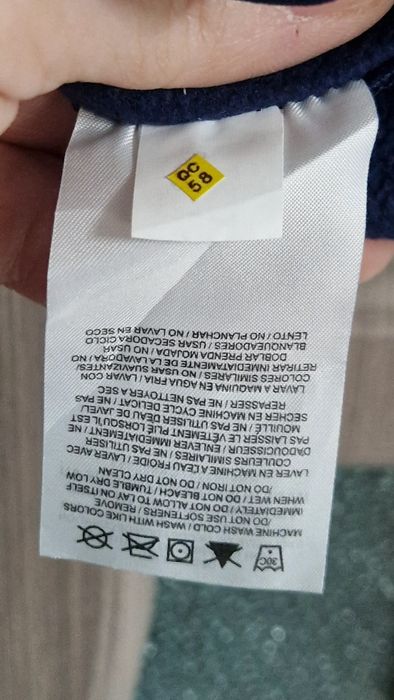 30C
MACHINE WASH COLD / WASH WITH LIKE COLORS
/DO NOT USE SOFTENERS / REMOVE
IMMEDIATELY /DO NOT ALLOW TO LAY ON ITSELF
WHEN WET / DO NOT BLEACH / TUMBLE DRY LOW
/DO NOT IRON / DO NOT DRY CLEAN
LAVER EN MACHINE A L'EAU FROIDE / LAVER AVEC
COULEURS SIMILAIRES / NE PAS UTILISER
D'ADOUCISSEUR/ ENLEVER IMMEDIATEMENT / NE
PAS LAISSER LE VÊTEMENT PLIÉ LORSQU'IL EST
MOUILLÉ / NE PAS UTILISER EAU DE JAVEL/
SECHER EN MACHINE CYCLE DELICAT / NE PAS
REPASSER / NE PAS NETTOYER A SEC
LAVAR A MAQUINA EN AGUA FRIA / LAVAR CON
COLORES SIMILARES / NO USAR SUAVIZANTES/
RETIRAR INMEDIATAMENTE DE LA LAVADORA / NO
DOBLAR PRENDA MOJADA / NO USAR
BLANQUEADORES / USAR SECADORA CICLO
LENTO / NO PLANCHAR / NO LAVAR EN SECO
QC
58